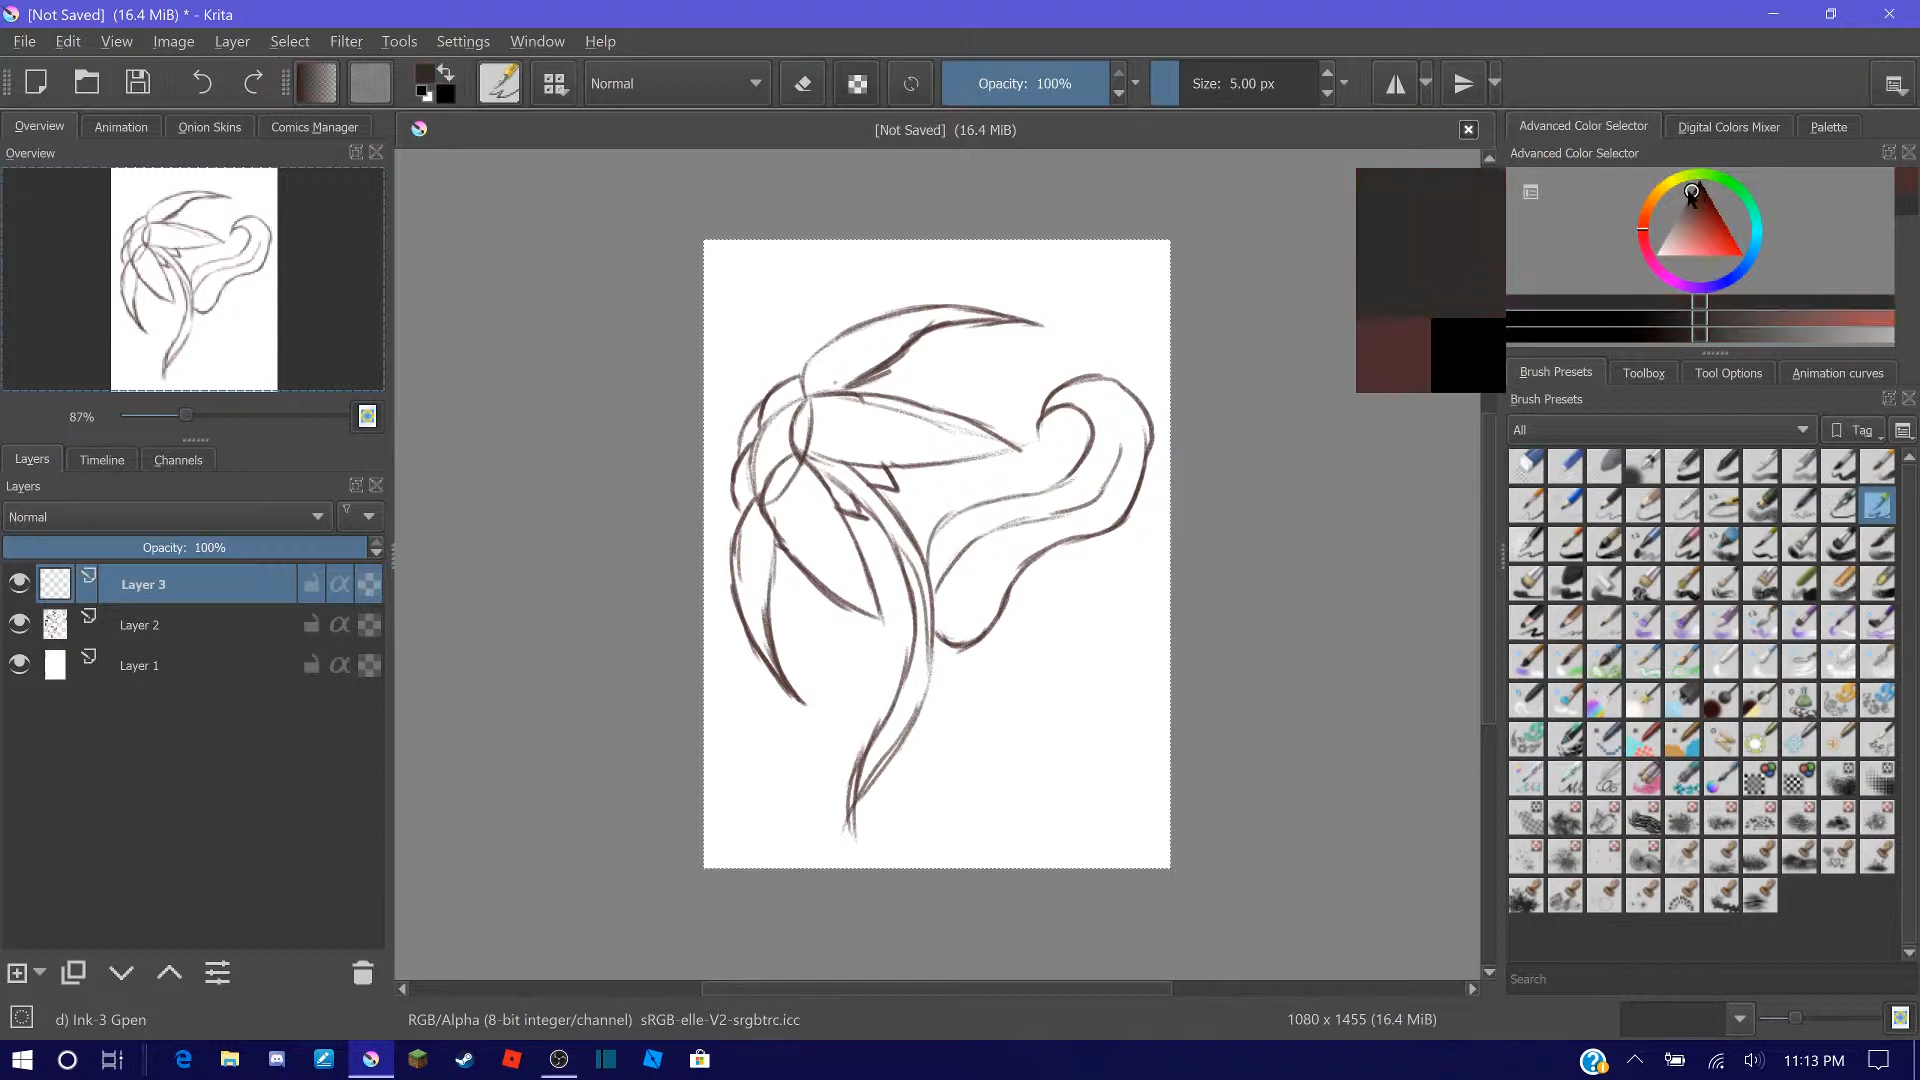 [Not Saved]  (16.4 MiB) * - Krita
File Edit View Image Layer Select Filter Tools Settings Window Help
Normal
Opacity: 100%
Size: 5.00 px
Overview Animation Onion Skins Comics Manager
[Not Saved]  (16.4 MiB)
Advanced Color Selector Digital Colors Mixer Palette
Overview
Advanced Color Selector
87%
Brush Presets Toolbox Tool Options Animation curves
Brush Presets
All
Tag
Layers Timeline Channels
Layers
Normal
Opacity: 100%
Layer 3
Layer 2
Layer 1
Search
d) Ink-3 Gpen
RGB/Alpha (8-bit integer/channel)  sRGB-elle-V2-srgbtrc.icc
1080 x 1455 (16.4 MiB)
11:13 PM